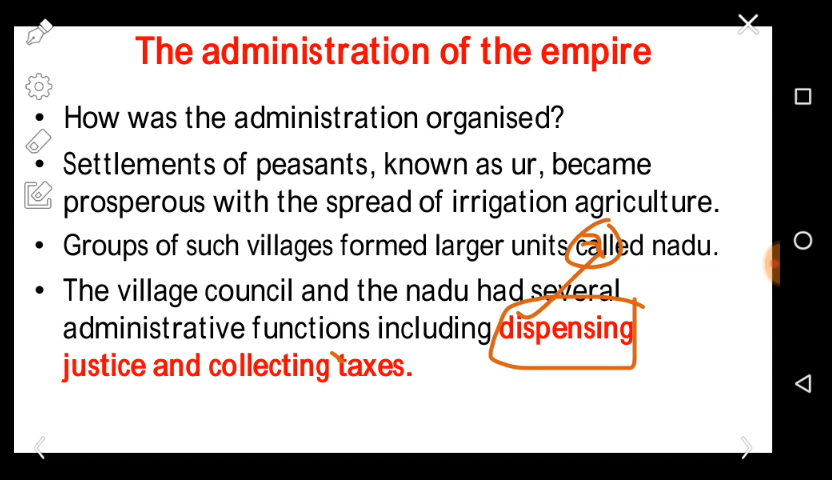 The administration of the empire
• How was the administration organised?
• Settlements of peasants, known as ur, became
prosperous with the spread of irrigation agriculture.
• Groups of such villages formed larger units called nadu.
• The village council and the nadu had several
administrative functions including dispensing
justice and collecting taxes.